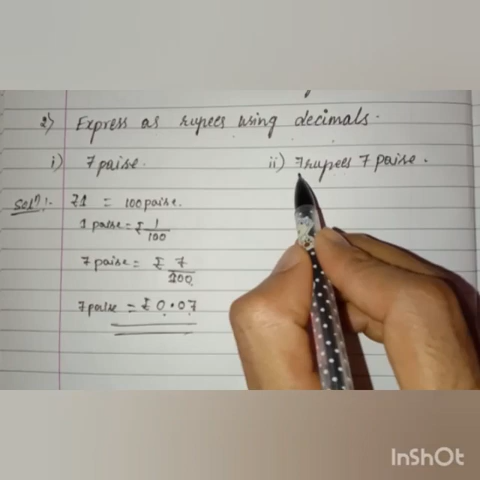 2) Express as rupees using decimals.
i) 7 paise. ii) 7 rupees 7 paise.
Solⁿ:- ₹1 = 100 paise.
1 paise = ₹ 1/100
7 paise = ₹ 7/100
7 paise = ₹ 0.07
InShOt